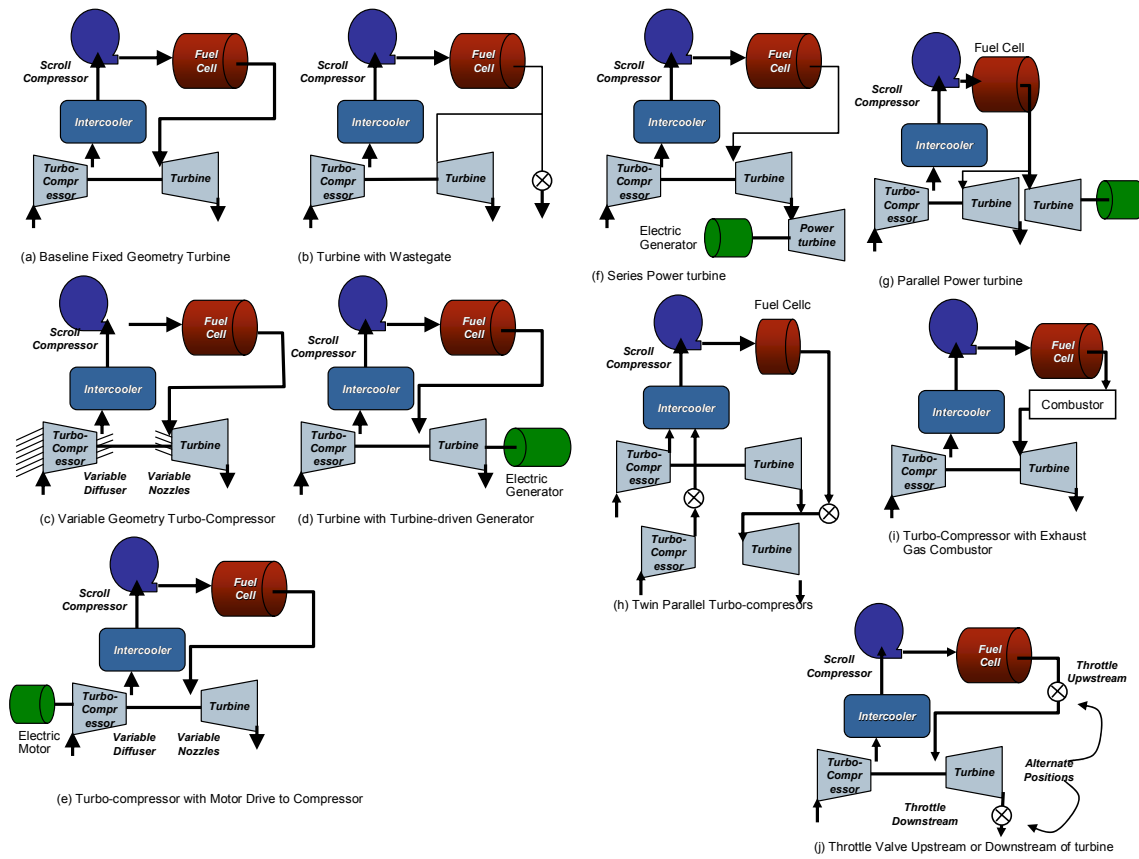 Scroll
Compressor
Fuel
Cell
Intercooler
Turbo-
Compr
essor
Turbine
(a) Baseline Fixed Geometry Turbine
Scroll
Compressor
Fuel
Cell
Intercooler
Turbo-
Compr
essor
Turbine
(b) Turbine with Wastegate
Scroll
Compressor
Fuel
Cell
Intercooler
Turbo-
Compr
essor
Turbine
Variable
Diffuser
Variable
Nozzles
(c) Variable Geometry Turbo-Compressor
Scroll
Compressor
Fuel
Cell
Intercooler
Turbo-
Compr
essor
Turbine
Electric
Generator
(d) Turbine with Turbine-driven Generator
Scroll
Compressor
Fuel
Cell
Intercooler
Turbo-
Compr
essor
Turbine
Electric
Motor
Variable
Diffuser
Variable
Nozzles
(e) Turbo-compressor with Motor Drive to Compressor
Scroll
Compressor
Fuel
Cell
Intercooler
Turbo-
Compr
essor
Turbine
Electric
Generator
Power
turbine
(f) Series Power turbine
Fuel Cell
Scroll
Compressor
Intercooler
Turbo-
Compr
essor
Turbine
Turbine
(g) Parallel Power turbine
Fuel Cellc
Scroll
Compressor
Intercooler
Turbo-
Compr
essor
Turbine
Turbo-
Compr
essor
Turbine
(h) Twin Parallel Turbo-compresors
Scroll
Compressor
Fuel
Cell
Combustor
Intercooler
Turbo-
Compr
essor
Turbine
(i) Turbo-Compressor with Exhaust
Gas Combustor
Scroll
Compressor
Fuel
Cell
Throttle
Upwstream
Intercooler
Turbo-
Compr
essor
Turbine
Alternate
Positions
Throttle
Downstream
(j) Throttle Valve Upstream or Downstream of turbine